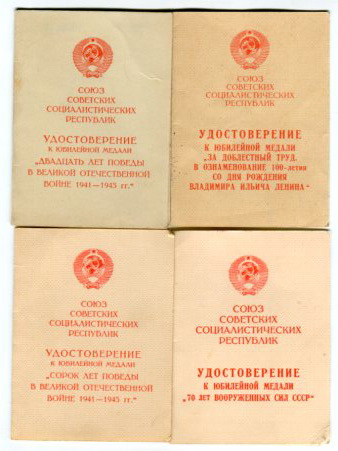 СОЮЗ
СОВЕТСКИХ
СОЦИАЛИСТИЧЕСКИХ
РЕСПУБЛИК
УДОСТОВЕРЕНИЕ
К ЮБИЛЕЙНОЙ МЕДАЛИ
„ДВАДЦАТЬ ЛЕТ ПОБЕДЫ
В ВЕЛИКОЙ ОТЕЧЕСТВЕННОЙ
ВОЙНЕ 1941—1945 гг."
СОЮЗ
СОВЕТСКИХ
СОЦИАЛИСТИЧЕСКИХ
РЕСПУБЛИК
УДОСТОВЕРЕНИЕ
К ЮБИЛЕЙНОЙ МЕДАЛИ
„ЗА ДОБЛЕСТНЫЙ ТРУД.
В ОЗНАМЕНОВАНИЕ 100-летия
СО ДНЯ РОЖДЕНИЯ
ВЛАДИМИРА ИЛЬИЧА ЛЕНИНА"
СОЮЗ
СОВЕТСКИХ
СОЦИАЛИСТИЧЕСКИХ
РЕСПУБЛИК
УДОСТОВЕРЕНИЕ
К ЮБИЛЕЙНОЙ МЕДАЛИ
„СОРОК ЛЕТ ПОБЕДЫ
В ВЕЛИКОЙ ОТЕЧЕСТВЕННОЙ
ВОЙНЕ 1941—1945 гг."
СОЮЗ
СОВЕТСКИХ
СОЦИАЛИСТИЧЕСКИХ
РЕСПУБЛИК
УДОСТОВЕРЕНИЕ
К ЮБИЛЕЙНОЙ МЕДАЛИ
„70 ЛЕТ ВООРУЖЕННЫХ СИЛ СССР"